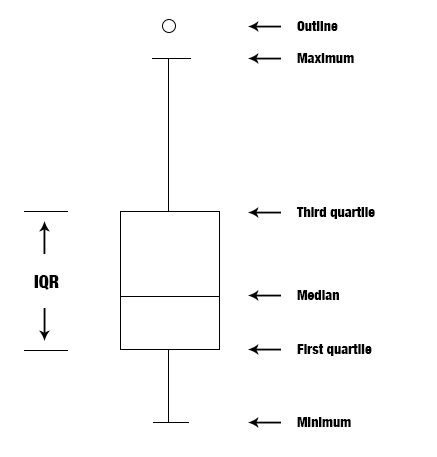 Outline
Maximum
Third quartile
IQR
Median
First quartile
Minimum